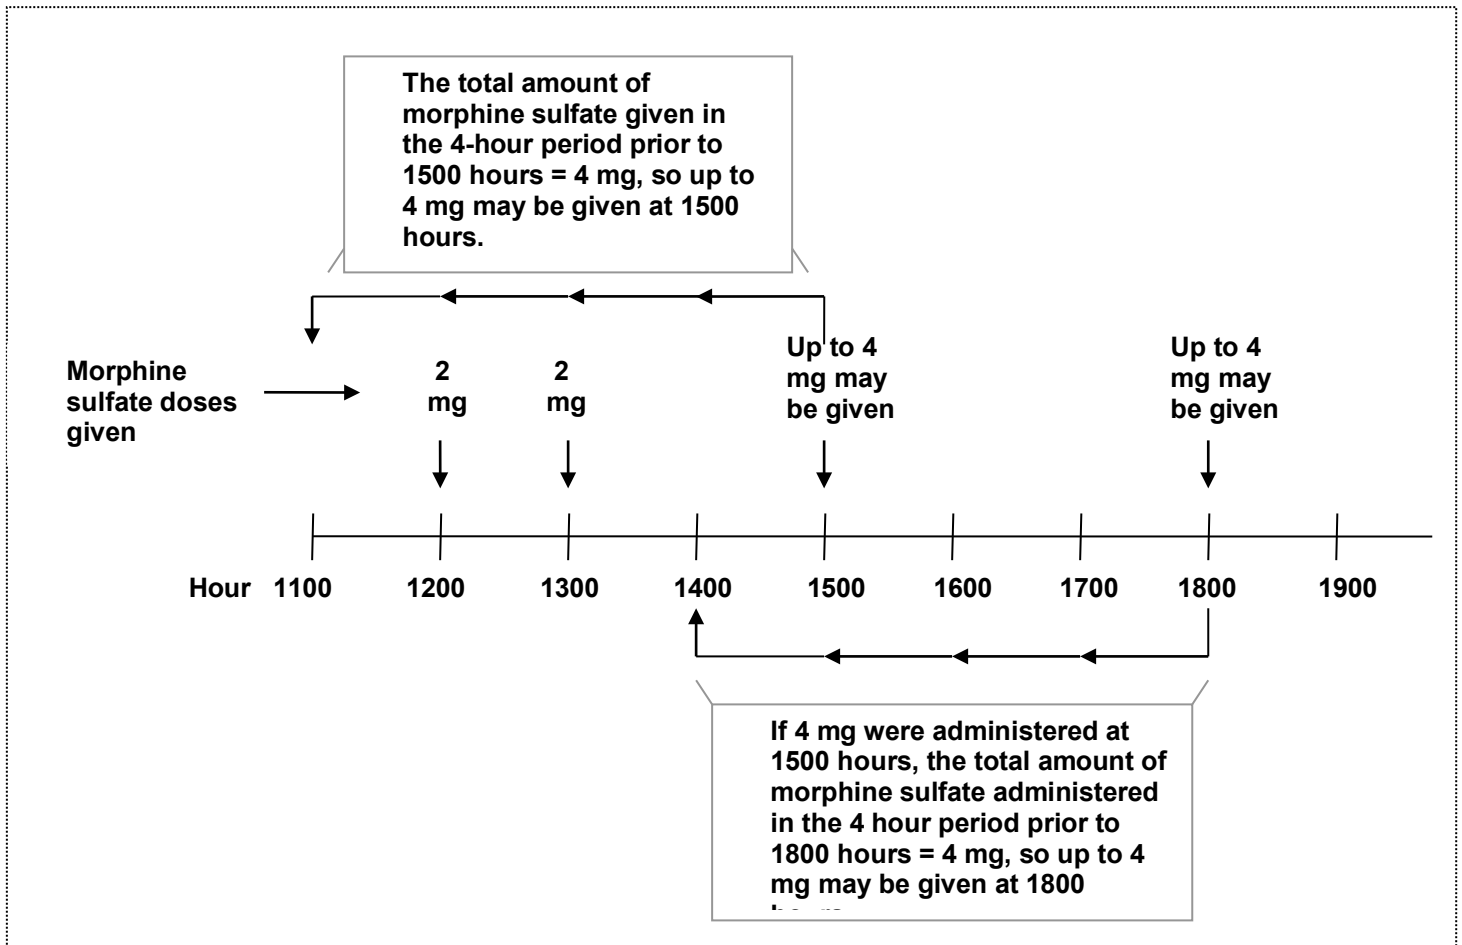 The total amount of
morphine sulfate given in
the 4-hour period prior to
1500 hours = 4 mg, so up to
4 mg may be given at 1500
hours.
Morphine
sulfate doses
given
2
mg
2
mg
Up to 4
mg may
be given
Up to 4
mg may
be given
Hour 1100 1200 1300 1400 1500 1600 1700 1800 1900
If 4 mg were administered at
1500 hours, the total amount of
morphine sulfate administered
in the 4 hour period prior to
1800 hours = 4 mg, so up to 4
mg may be given at 1800